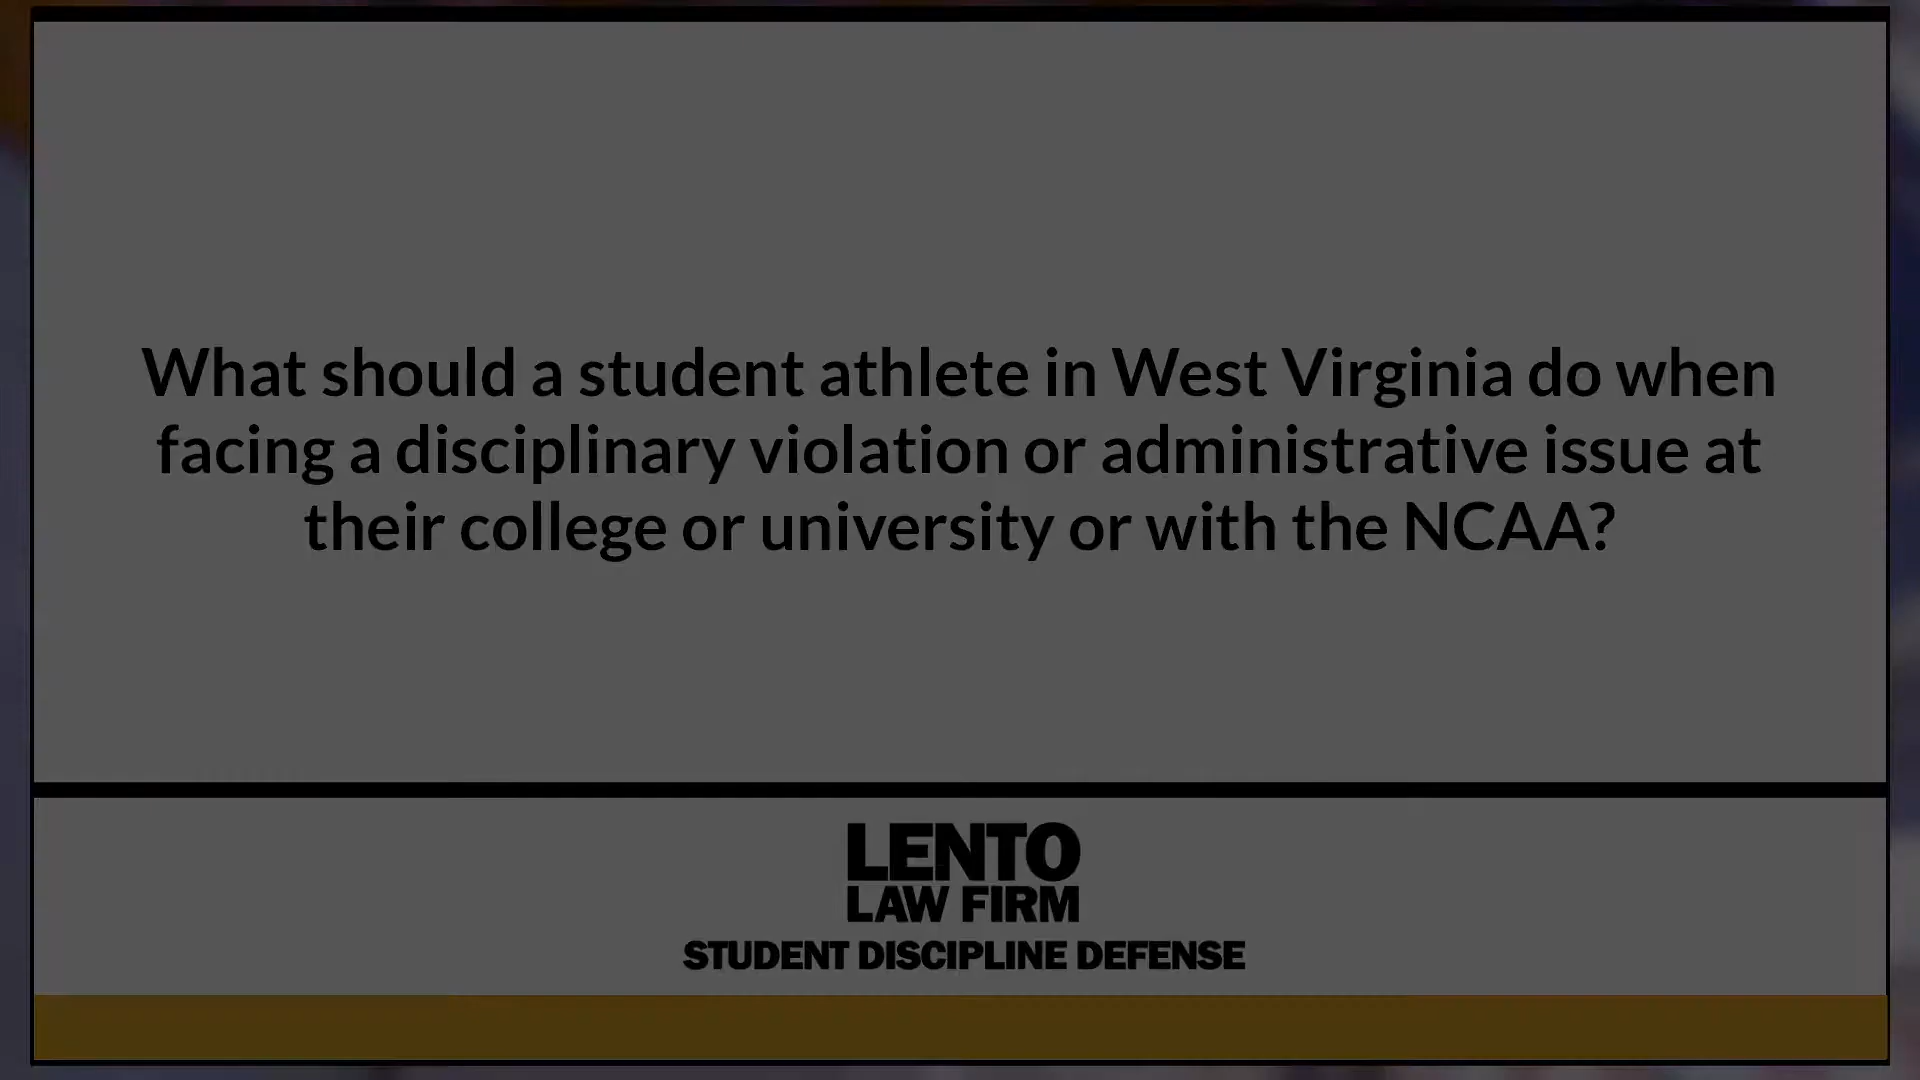 What should a student athlete in West Virginia do when
facing a disciplinary violation or administrative issue at
their college or university or with the NCAA?
LENTO
LAW FIRM
STUDENT DISCIPLINE DEFENSE